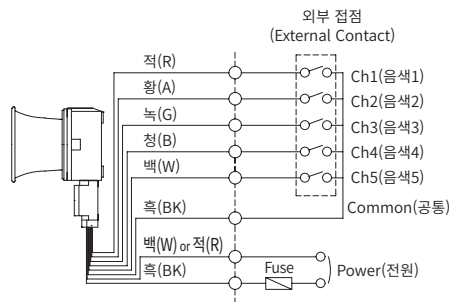 외부 접점
(External Contact)
적(R)
Ch1(음색1)
황(A)
Ch2(음색2)
녹(G)
Ch3(음색3)
청(B)
Ch4(음색4)
백(W)
Ch5(음색5)
흑(BK)
Common(공통)
백(W) or 적(R)
흑(BK)
Fuse
Power(전원)